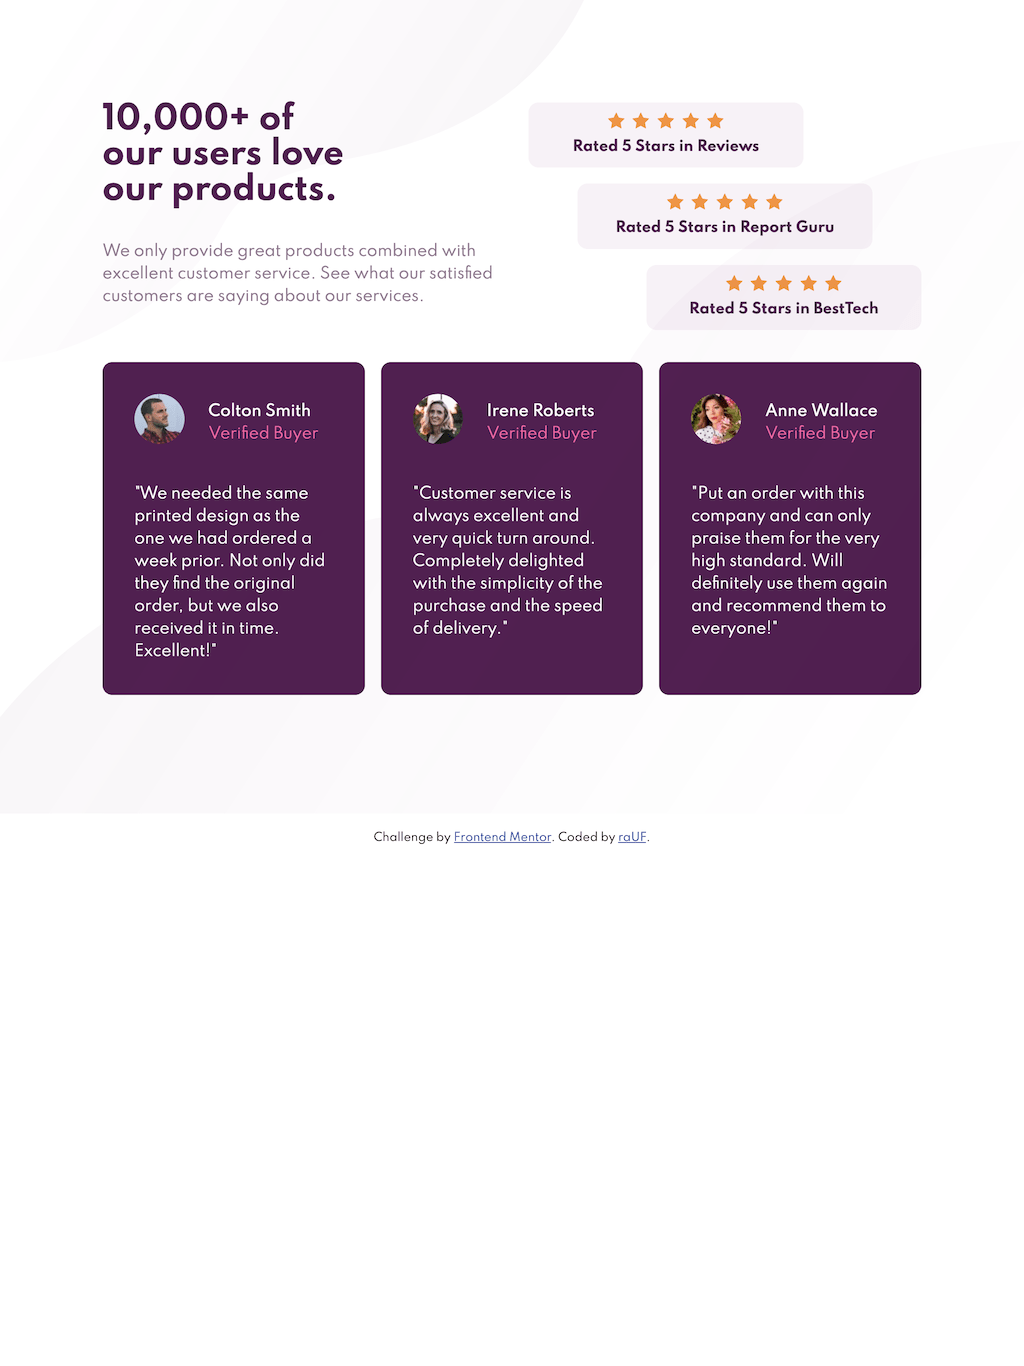 10,000+ of
our users love
our products.
We only provide great products combined with
excellent customer service. See what our satisfied
customers are saying about our services.
Rated 5 Stars in Reviews
Rated 5 Stars in Report Guru
Rated 5 Stars in BestTech
Colton Smith
Verified Buyer
"We needed the same
printed design as the
one we had ordered a
week prior. Not only did
they find the original
order, but we also
received it in time.
Excellent!"
Irene Roberts
Verified Buyer
"Customer service is
always excellent and
very quick turn around.
Completely delighted
with the simplicity of the
purchase and the speed
of delivery."
Anne Wallace
Verified Buyer
"Put an order with this
company and can only
praise them for the very
high standard. Will
definitely use them again
and recommend them to
everyone!"
Challenge by Frontend Mentor. Coded by raUF.